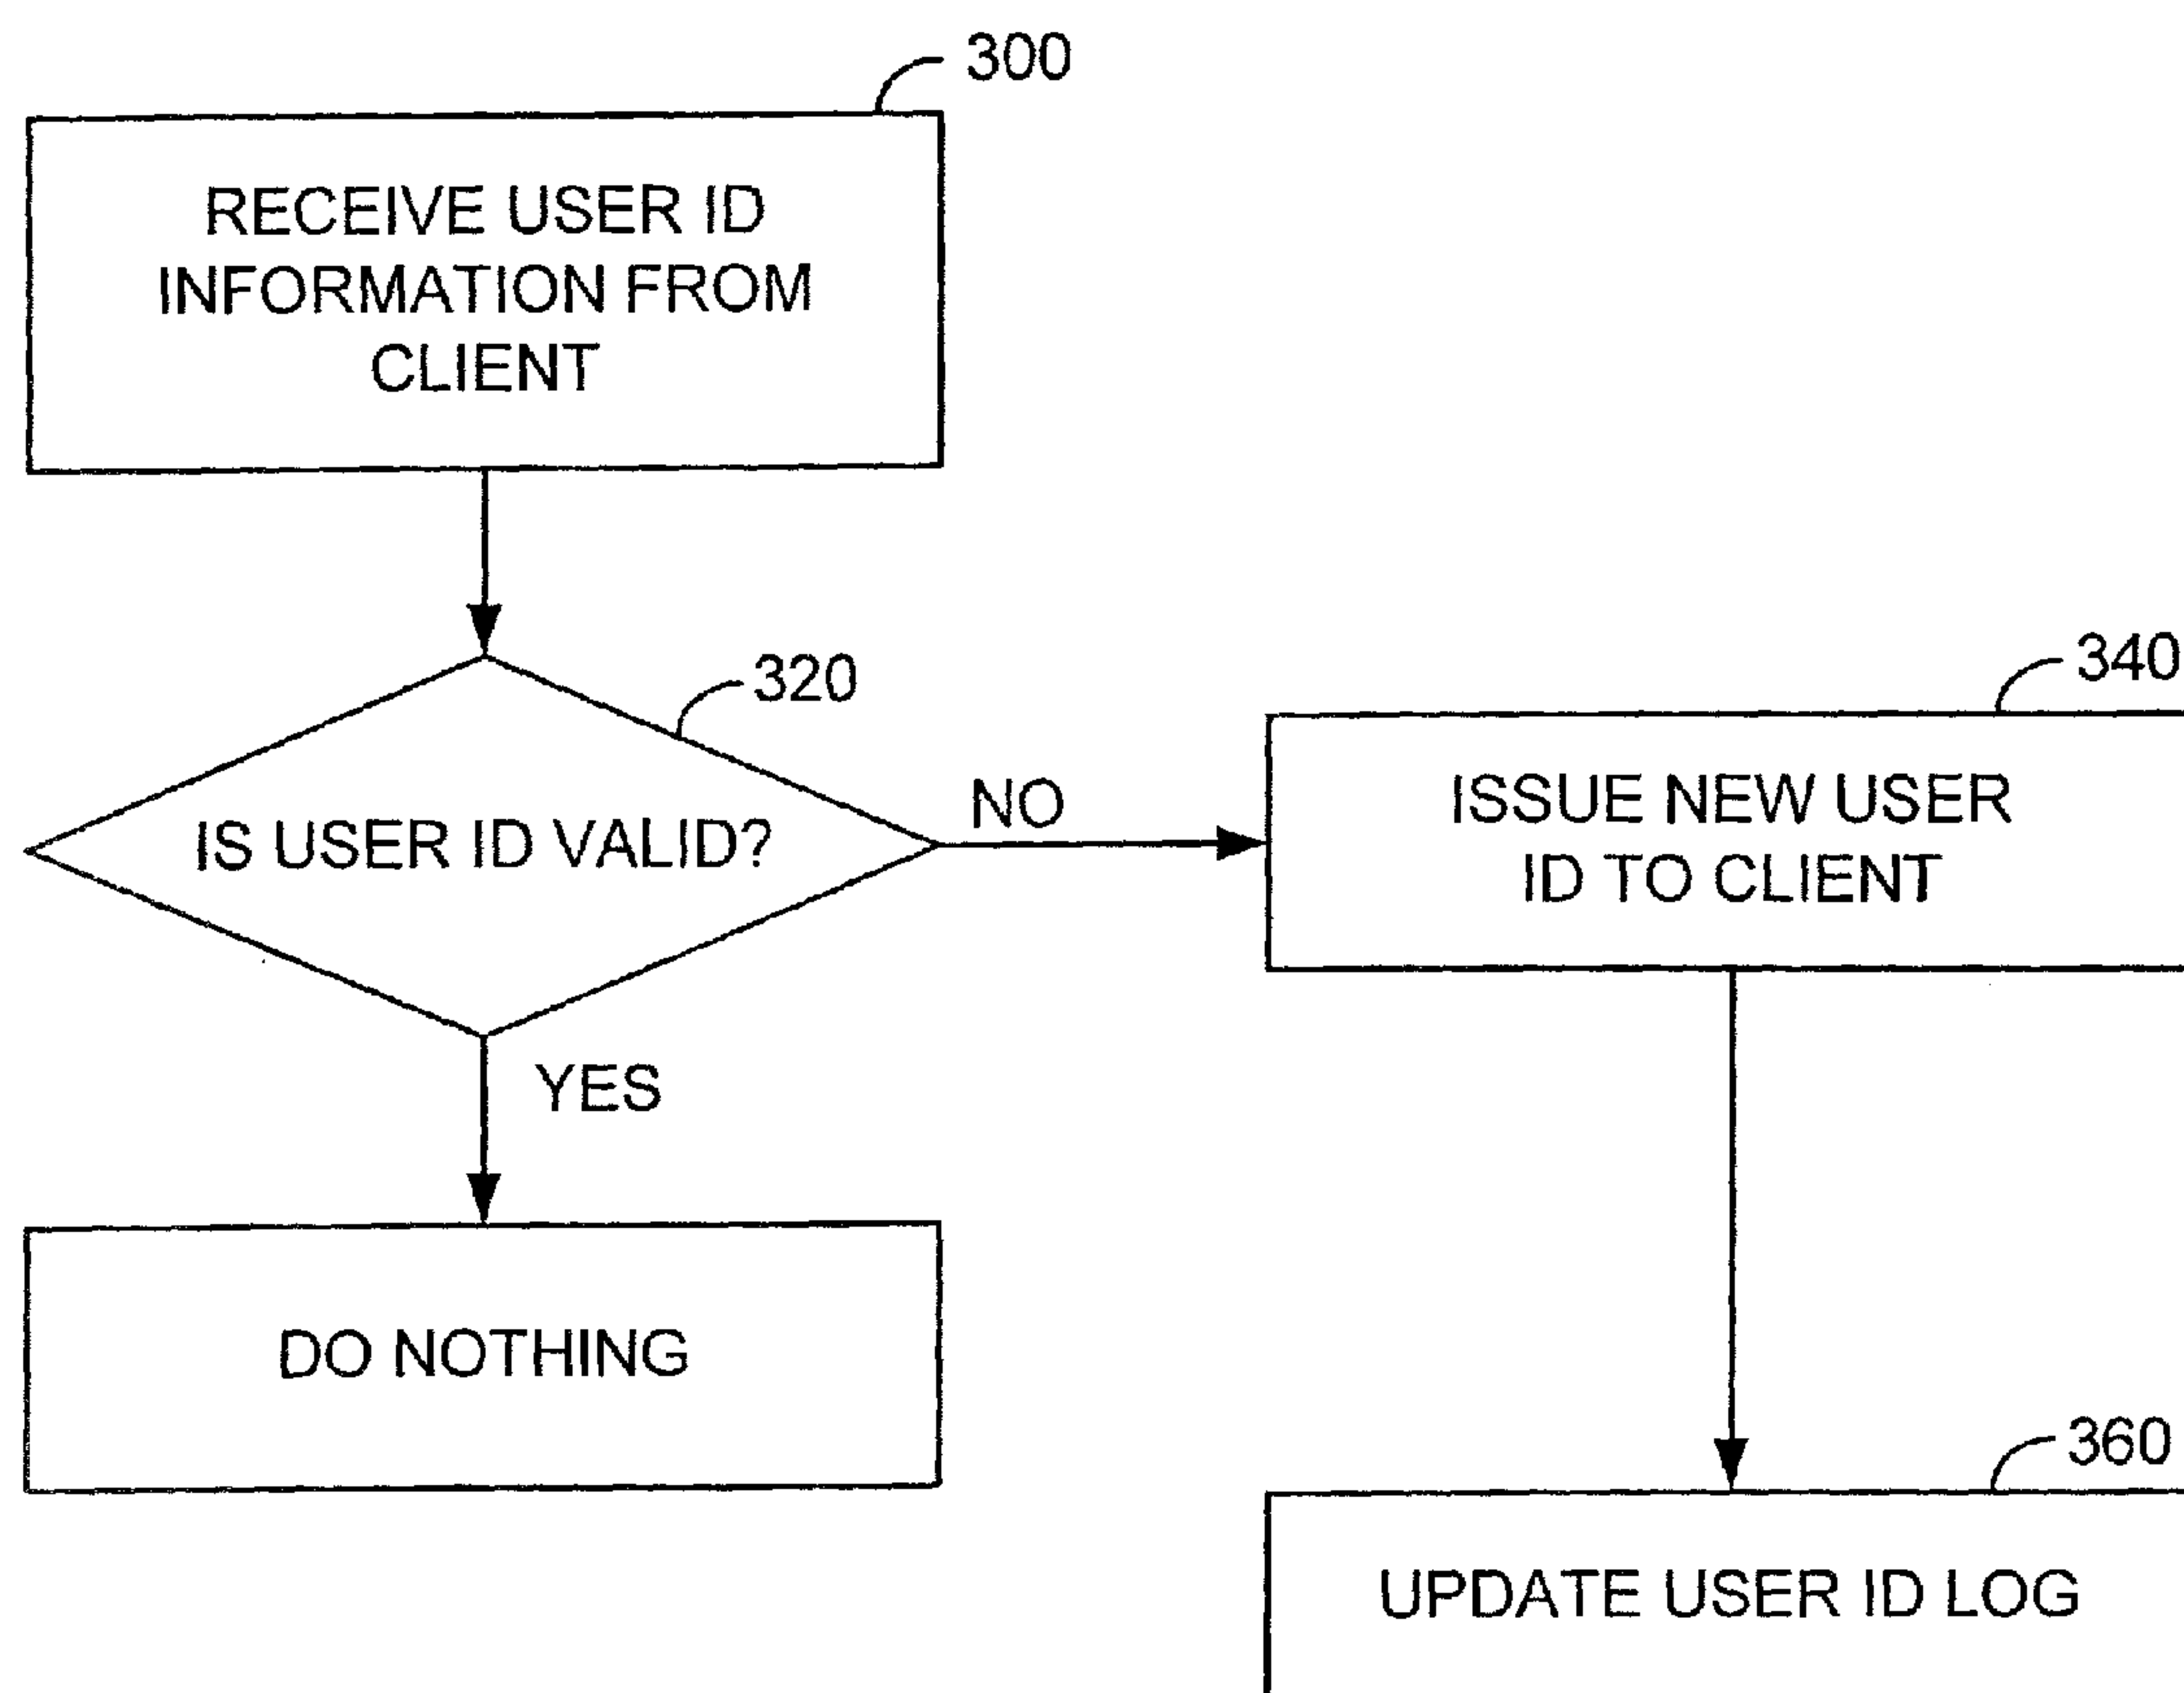 300
RECEIVE USER ID
INFORMATION FROM
CLIENT
320
IS USER ID VALID?
NO
340
ISSUE NEW USER
ID TO CLIENT
YES
DO NOTHING
360
UPDATE USER ID LOG